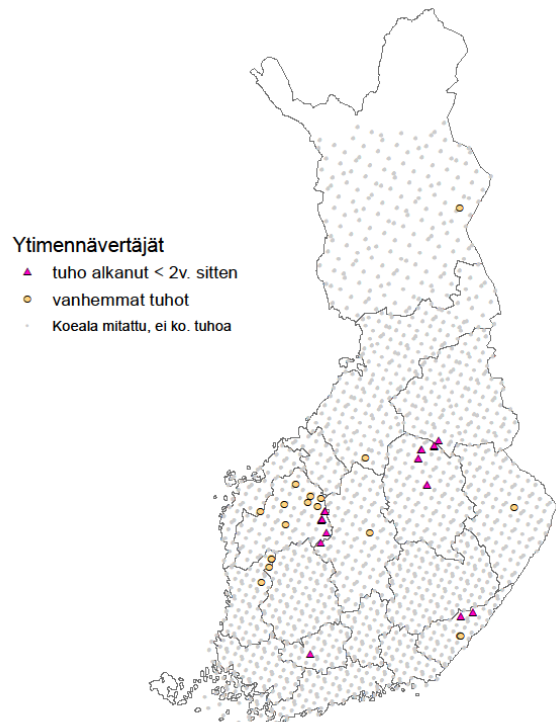 Ytimennävertäjät
tuho alkanut < 2v. sitten
vanhemmat tuhot
Koeala mitattu, ei ko. tuhoa